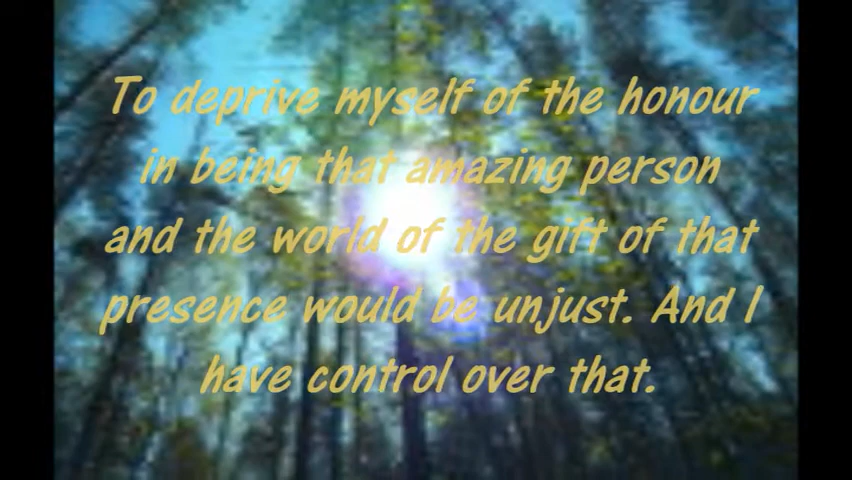 To deprive myself of the honour
in being that amazing person
and the world of the gift of that
presence would be unjust. And I
have control over that.